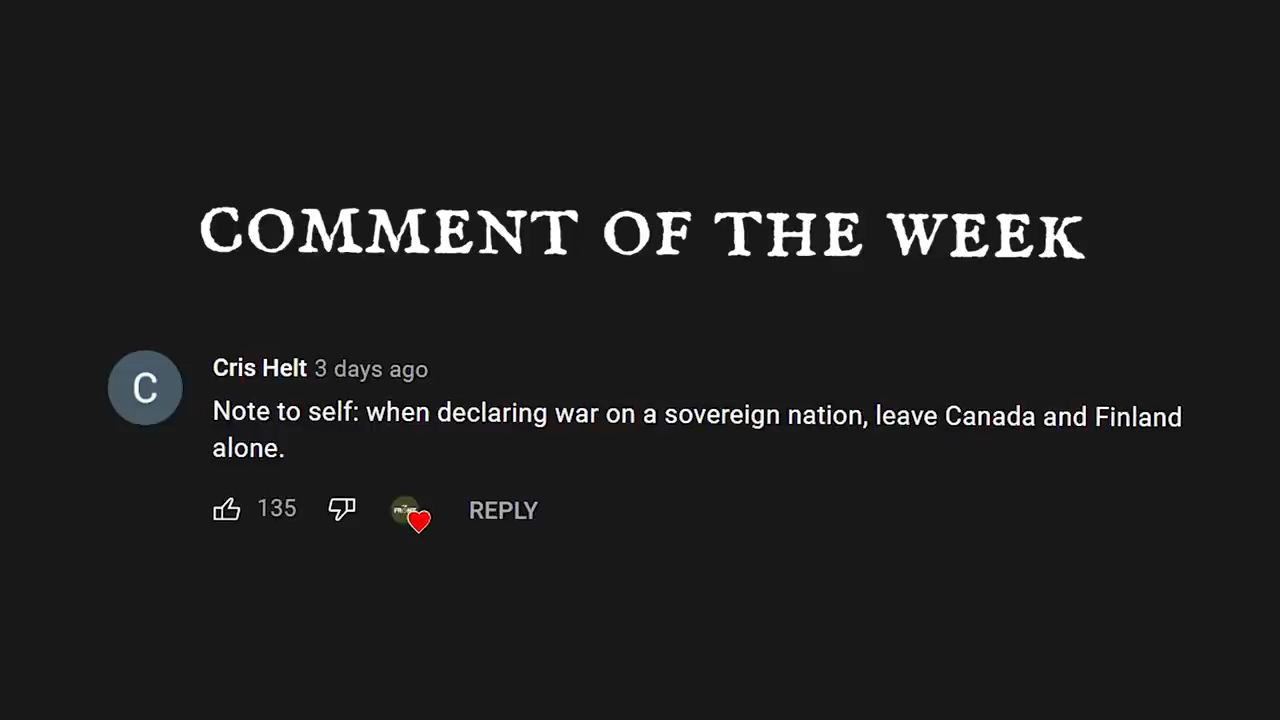 COMMENT OF THE WEEK
C
Cris Helt 3 days ago
Note to self: when declaring war on a sovereign nation, leave Canada and Finland
alone.
135 REPLY